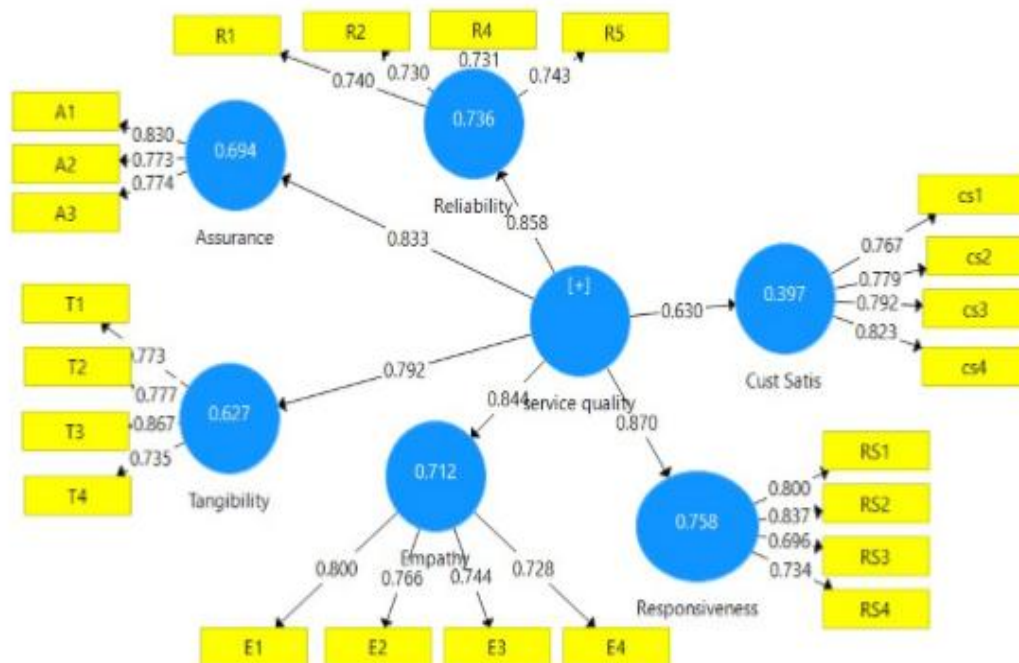 R1
R2
R4
R5
0.740
0.730
0.731
0.743
0.736
Reliability
A1
A2
A3
0.830
0.773
0.774
0.694
Assurance
0.833
0.858
[+]
service quality
0.630
cs1
cs2
cs3
cs4
0.767
0.779
0.792
0.823
0.397
Cust Satis
T1
T2
T3
T4
0.773
0.777
0.867
0.735
0.627
Tangibility
0.792
0.844
0.870
0.712
Empathy
0.800
0.766
0.744
0.728
E1
E2
E3
E4
0.758
Responsiveness
0.800
0.837
0.696
0.734
RS1
RS2
RS3
RS4